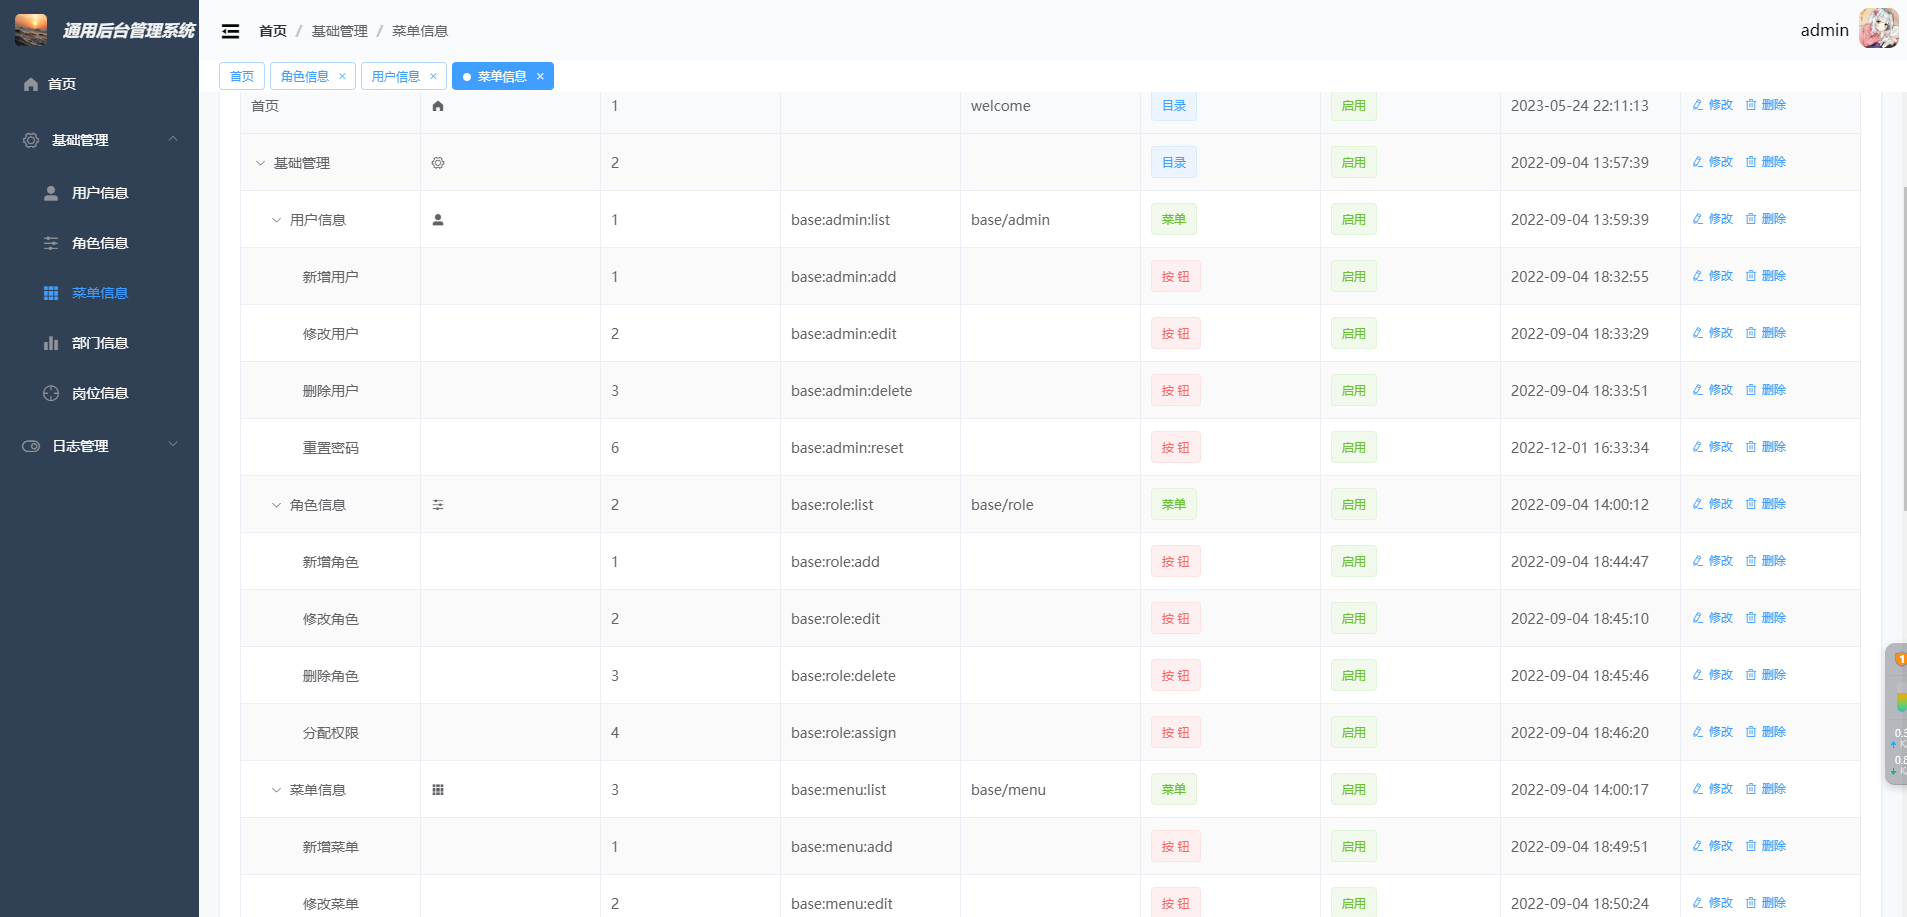 通用后台管理系统
首页 / 基础管理 / 菜单信息
admin
首页
基础管理
用户信息
角色信息
菜单信息
部门信息
岗位信息
日志管理
首页 角色信息 × 用户信息 × 菜单信息 ×
首页 1 welcome 目录 启用 2023-05-24 22:11:13 修改 删除
基础管理 2 目录 启用 2022-09-04 13:57:39 修改 删除
用户信息 1 base:admin:list base/admin 菜单 启用 2022-09-04 13:59:39 修改 删除
新增用户 1 base:admin:add 按钮 启用 2022-09-04 18:32:55 修改 删除
修改用户 2 base:admin:edit 按钮 启用 2022-09-04 18:33:29 修改 删除
删除用户 3 base:admin:delete 按钮 启用 2022-09-04 18:33:51 修改 删除
重置密码 6 base:admin:reset 按钮 启用 2022-12-01 16:33:34 修改 删除
角色信息 2 base:role:list base/role 菜单 启用 2022-09-04 14:00:12 修改 删除
新增角色 1 base:role:add 按钮 启用 2022-09-04 18:44:47 修改 删除
修改角色 2 base:role:edit 按钮 启用 2022-09-04 18:45:10 修改 删除
删除角色 3 base:role:delete 按钮 启用 2022-09-04 18:45:46 修改 删除
分配权限 4 base:role:assign 按钮 启用 2022-09-04 18:46:20 修改 删除
菜单信息 3 base:menu:list base/menu 菜单 启用 2022-09-04 14:00:17 修改 删除
新增菜单 1 base:menu:add 按钮 启用 2022-09-04 18:49:51 修改 删除
修改菜单 2 base:menu:edit 按钮 启用 2022-09-04 18:50:24 修改 删除
1